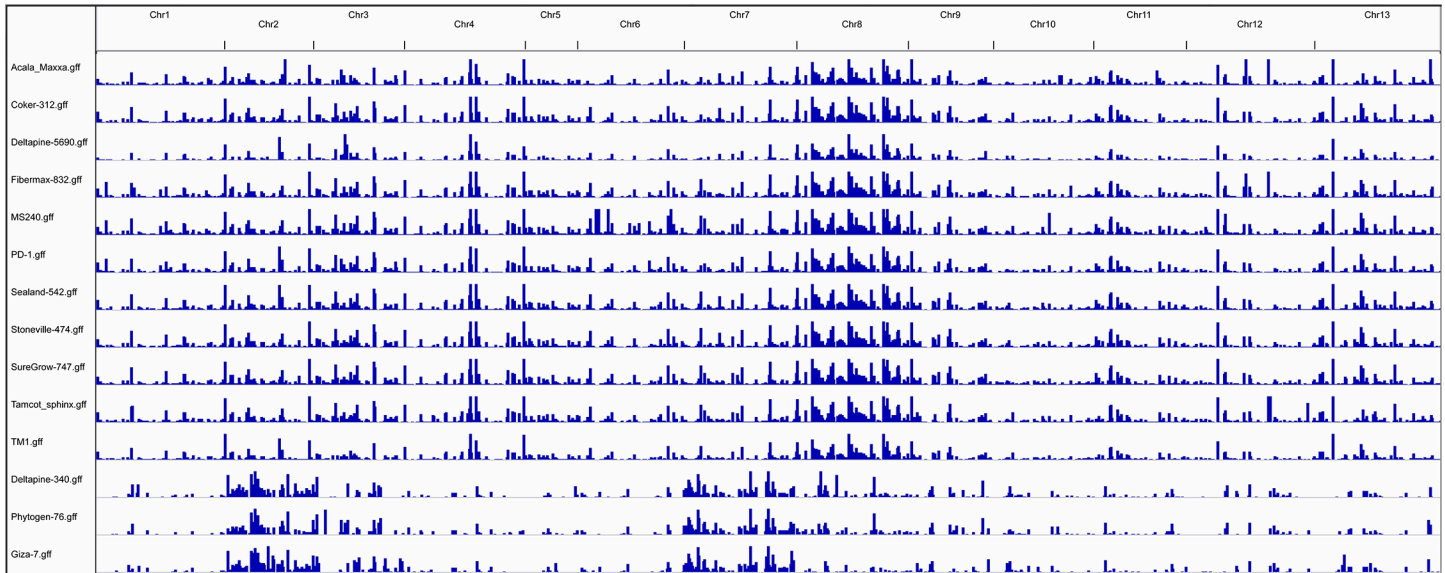 Chr1 Chr2 Chr3 Chr4 Chr5 Chr6 Chr7 Chr8 Chr9 Chr10 Chr11 Chr12 Chr13
Acala_Maxxa.gff
Coker-312.gff
Deltapine-5690.gff
Fibermax-832.gff
MS240.gff
PD-1.gff
Sealand-542.gff
Stoneville-474.gff
SureGrow-747.gff
Tamcot_sphinx.gff
TM1.gff
Deltapine-340.gff
Phytogen-76.gff
Giza-7.gff